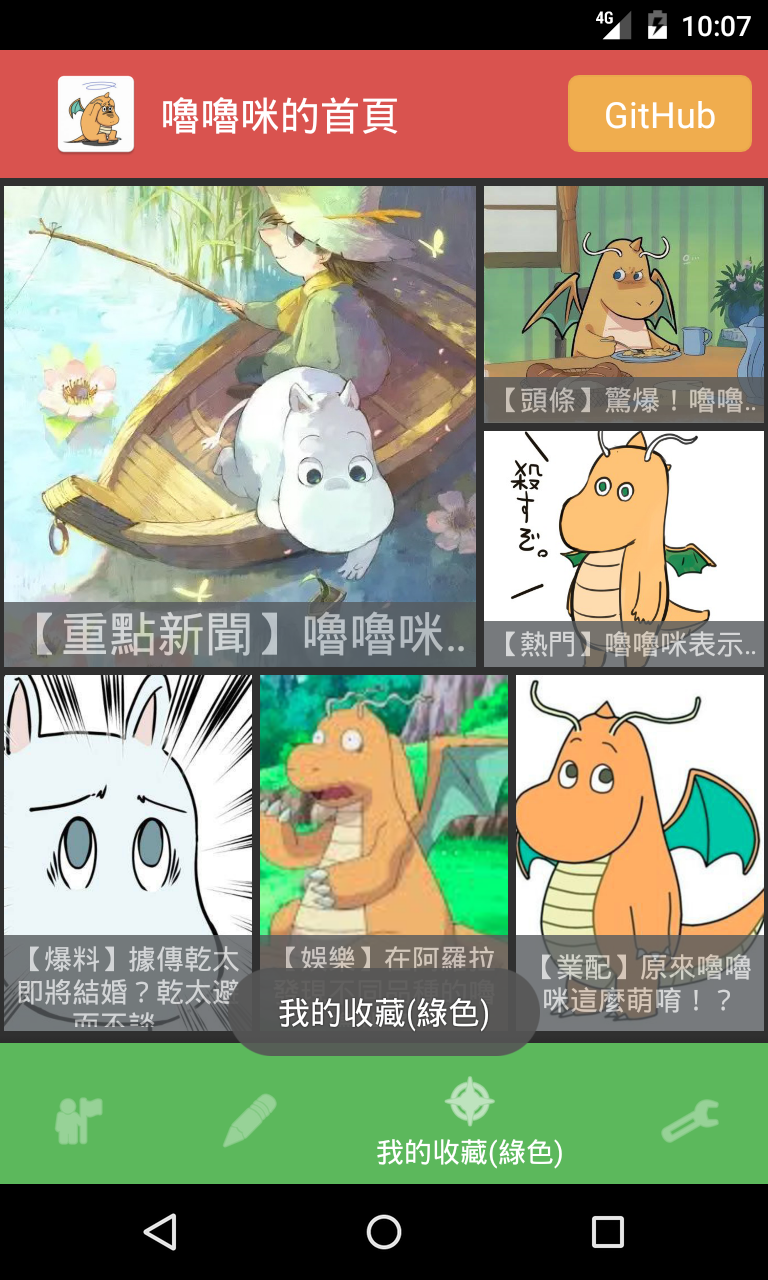 4G
10:07
嚕嚕咪的首頁
GitHub
【頭條】驚爆！嚕嚕..
殺すぞ。
【重點新聞】嚕嚕咪..
【熱門】嚕嚕咪表示..
【爆料】據傳乾太
即將結婚？乾太避
而不談
【娛樂】在阿羅拉
【業配】原來嚕嚕
咪這麼萌唷！？
我的收藏(綠色)
我的收藏(綠色)